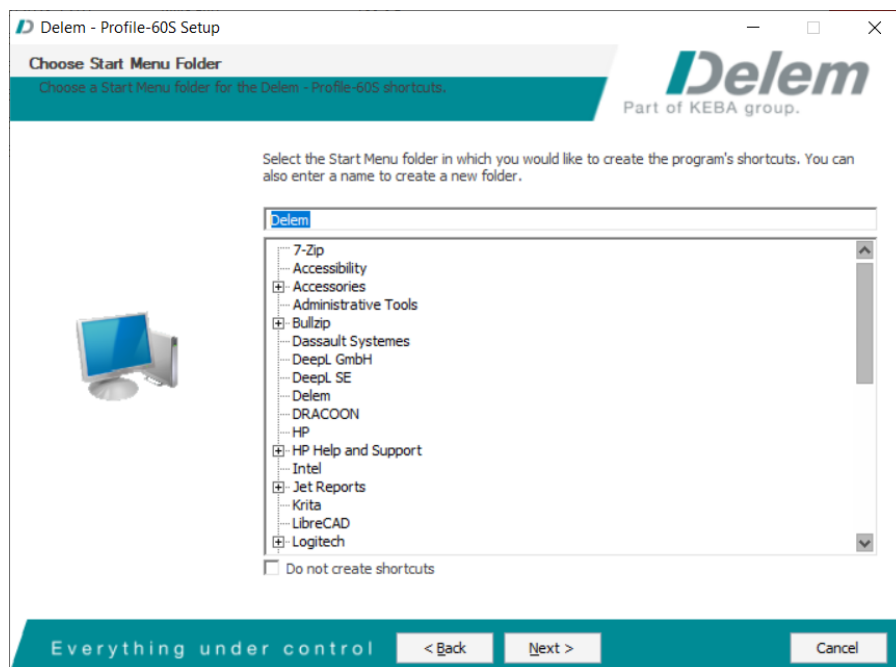 Delem - Profile-60S Setup
Choose Start Menu Folder
Choose a Start Menu folder for the Delem - Profile-60S shortcuts.
Delem
Part of KEBA group.
Select the Start Menu folder in which you would like to create the program's shortcuts. You can
also enter a name to create a new folder.
Delem
7-Zip
Accessibility
Accessories
Administrative Tools
Bullzip
Dassault Systemes
DeepL GmbH
DeepL SE
Delem
DRACOON
HP
HP Help and Support
Intel
Jet Reports
Krita
LibreCAD
Logitech
Do not create shortcuts
Everything under control
< Back
Next >
Cancel